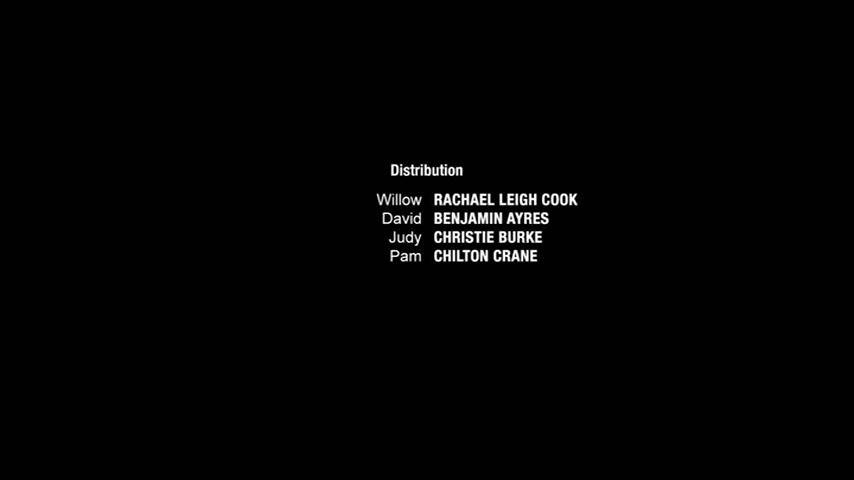 Distribution
Willow RACHAEL LEIGH COOK
David BENJAMIN AYRES
Judy CHRISTIE BURKE
Pam CHILTON CRANE